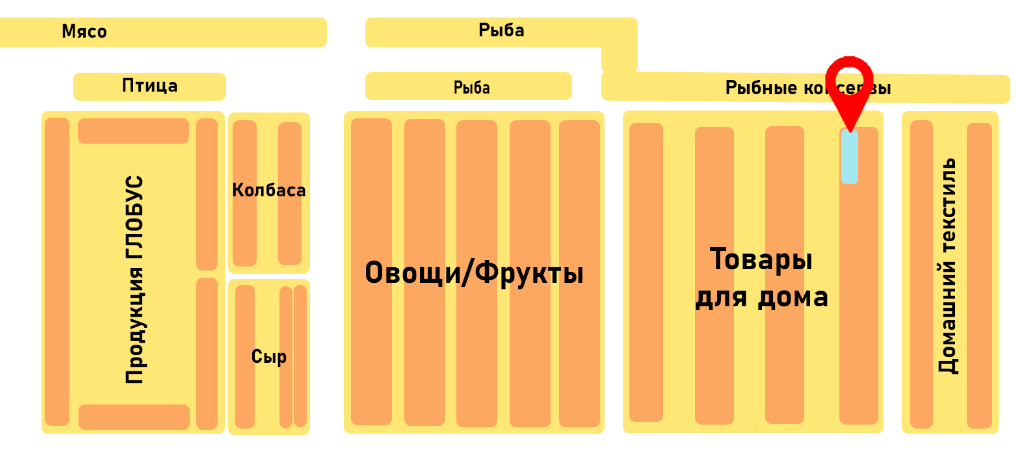 Мясо
Рыба
Птица
Рыба
Рыбные консервы
Продукция ГЛОБУС
Колбаса
Сыр
Овощи/Фрукты
Товары
для дома
Домашний текстиль